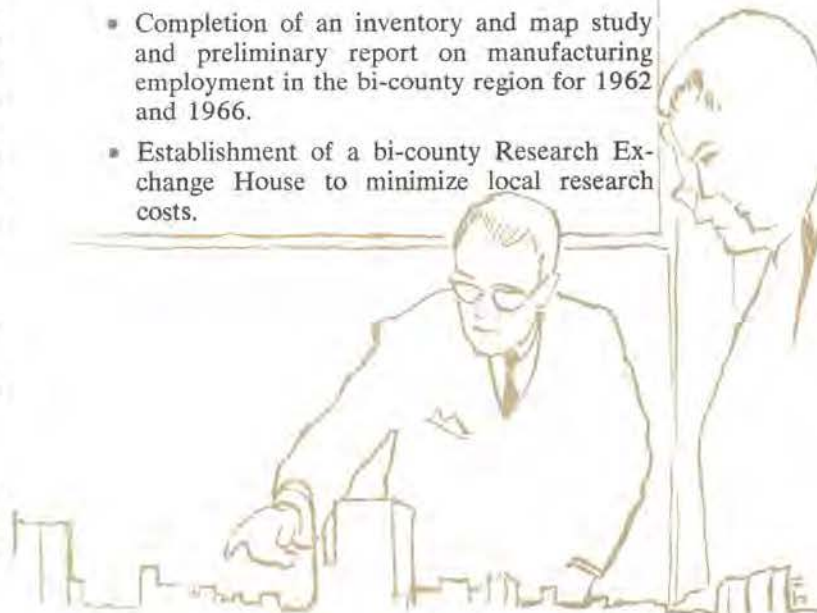 • Completion of an inventory and map study
and preliminary report on manufacturing
employment in the bi-county region for 1962
and 1966.
• Establishment of a bi-county Research Ex-
change House to minimize local research
costs.